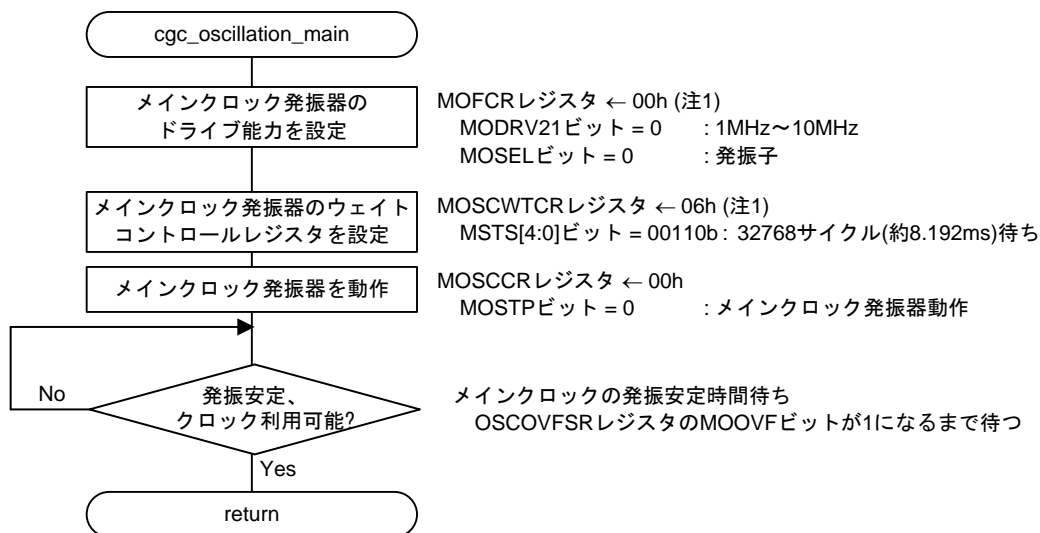 cgc_oscillation_main
メインクロック発振器の
ドライブ能力を設定
MOFCRレジスタ ← 00h (注1)
MODRV21ビット = 0 : 1MHz～10MHz
MOSELビット = 0 : 発振子
メインクロック発振器のウェイト
コントロールレジスタを設定
MOSCWTCRレジスタ ← 06h (注1)
MSTS[4:0]ビット = 00110b : 32768サイクル(約8.192ms)待ち
メインクロック発振器を動作
MOSCCRレジスタ ← 00h
MOSTPビット = 0 : メインクロック発振器動作
No
発振安定、
クロック利用可能?
メインクロックの発振安定時間待ち
OSCOVFSRレジスタのMOOVFビットが1になるまで待つ
Yes
return